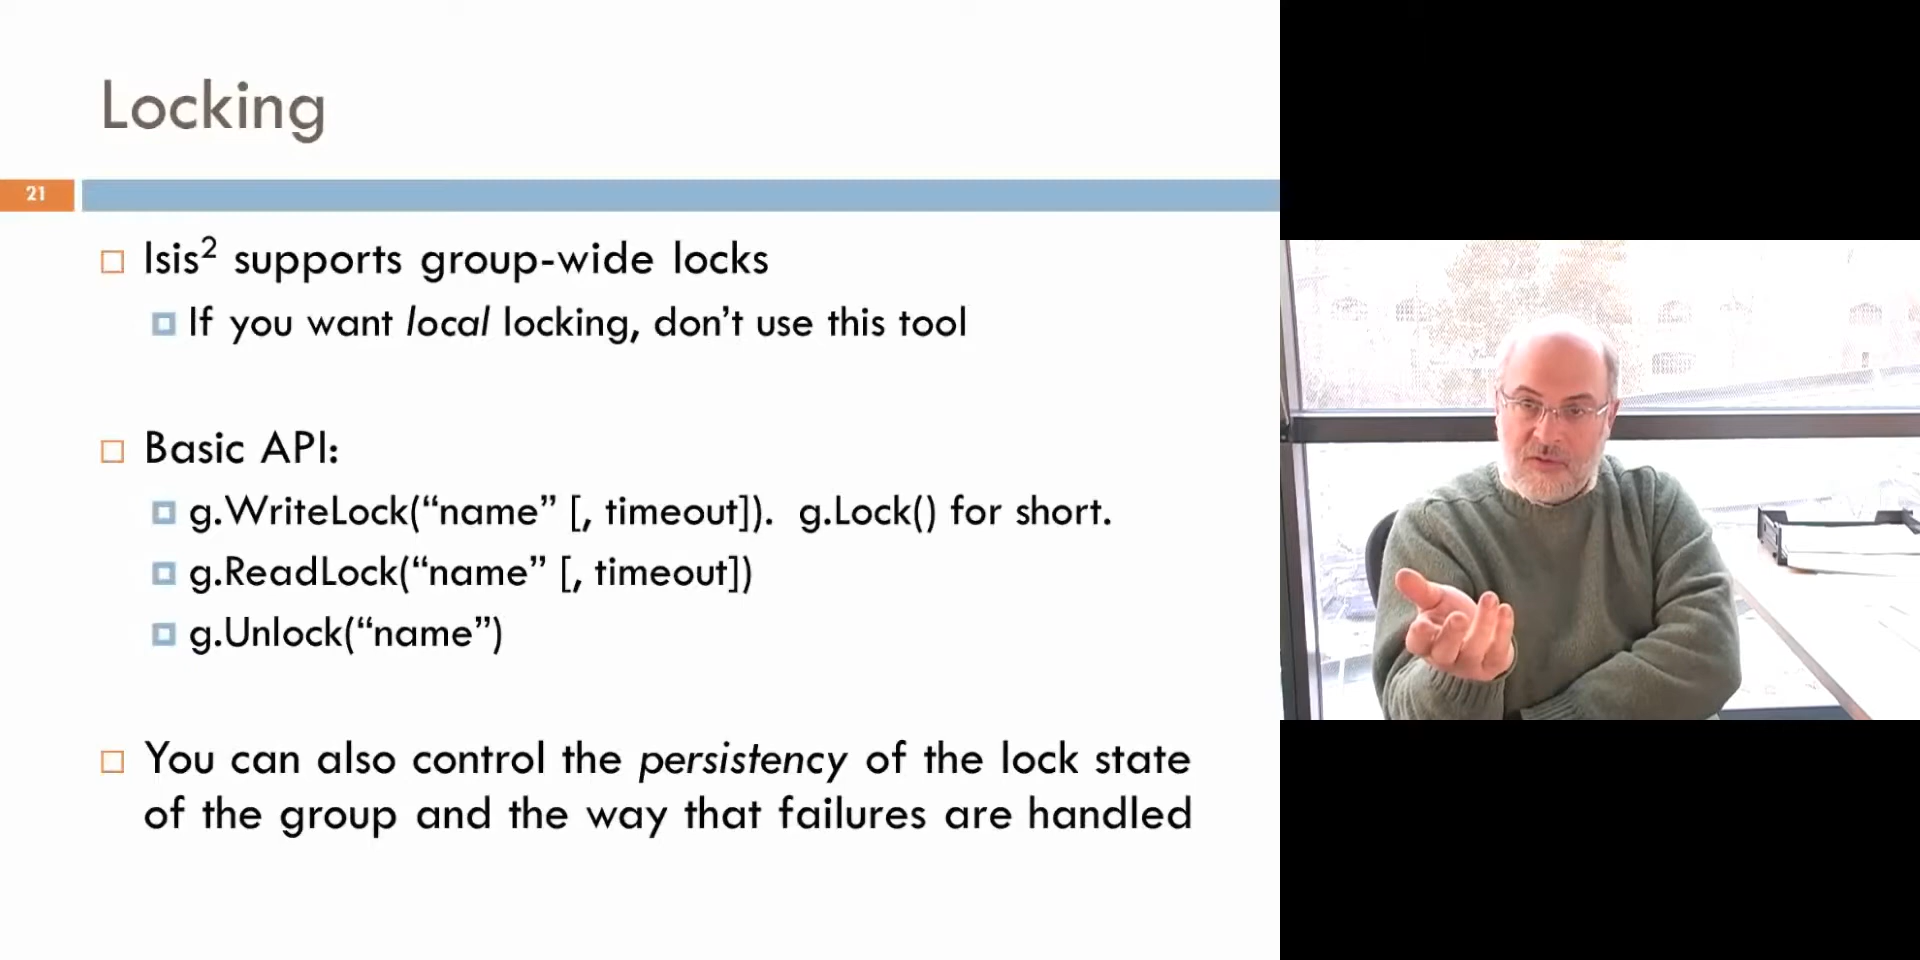 Locking
21
Isis² supports group-wide locks
If you want local locking, don’t use this tool
Basic API:
g.WriteLock(“name” [, timeout]).  g.Lock() for short.
g.ReadLock(“name” [, timeout])
g.Unlock(“name”)
You can also control the persistency of the lock state
of the group and the way that failures are handled